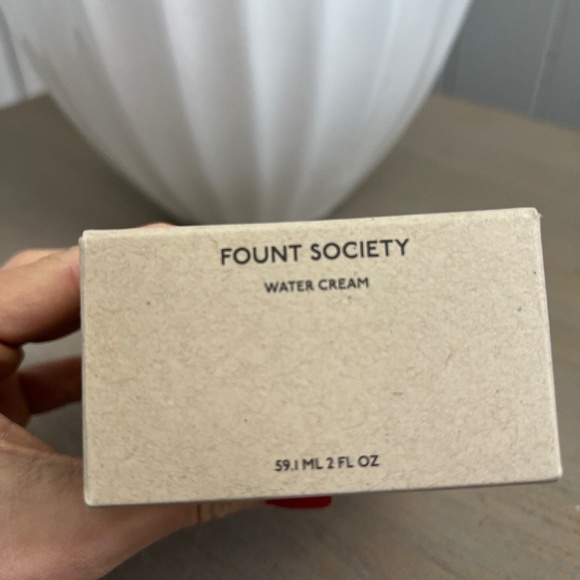 FOUNT SOCIETY
WATER CREAM
59.1 ML 2 FL OZ